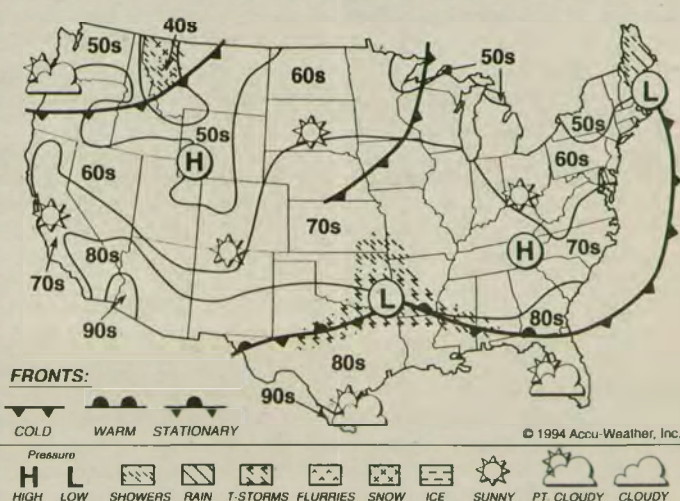 40s
50s
50s
60s
L
50s
50s
H
60s
60s
70s
H
70s
80s
70s
L
80s
90s
80s
FRONTS:
90s
COLD WARM STATIONARY
© 1994 Accu-Weather, Inc.
Pressure
H L
HIGH LOW SHOWERS RAIN T-STORMS FLURRIES SNOW ICE SUNNY PT. CLOUDY CLOUDY